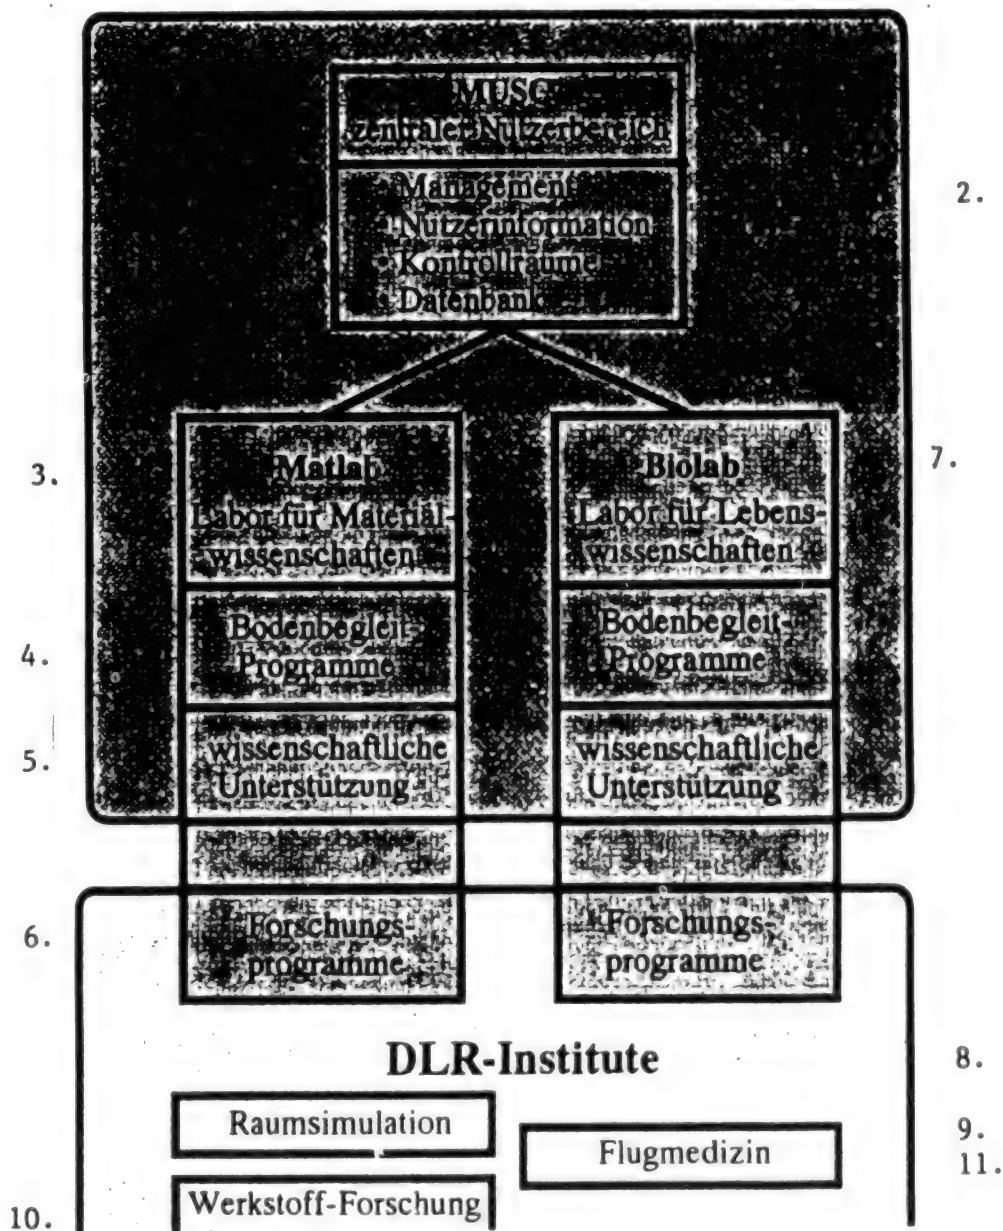 MUSC
zentraler Nutzerbereich
Management
Nutzerinformation
Kontrollräume
Datenbank
2.
3.
Matlab
Labor für Material-
wissenschaften
Bodenbegleit-
Programme
wissenschaftliche
Unterstützung
Forschungs-
programme
4.
5.
6.
7.
Biolab
Labor für Lebens-
wissenschaften
Bodenbegleit-
Programme
wissenschaftliche
Unterstützung
Forschungs-
programme
DLR-Institute
8.
Raumsimulation
9.
Flugmedizin
11.
10.
Werkstoff-Forschung